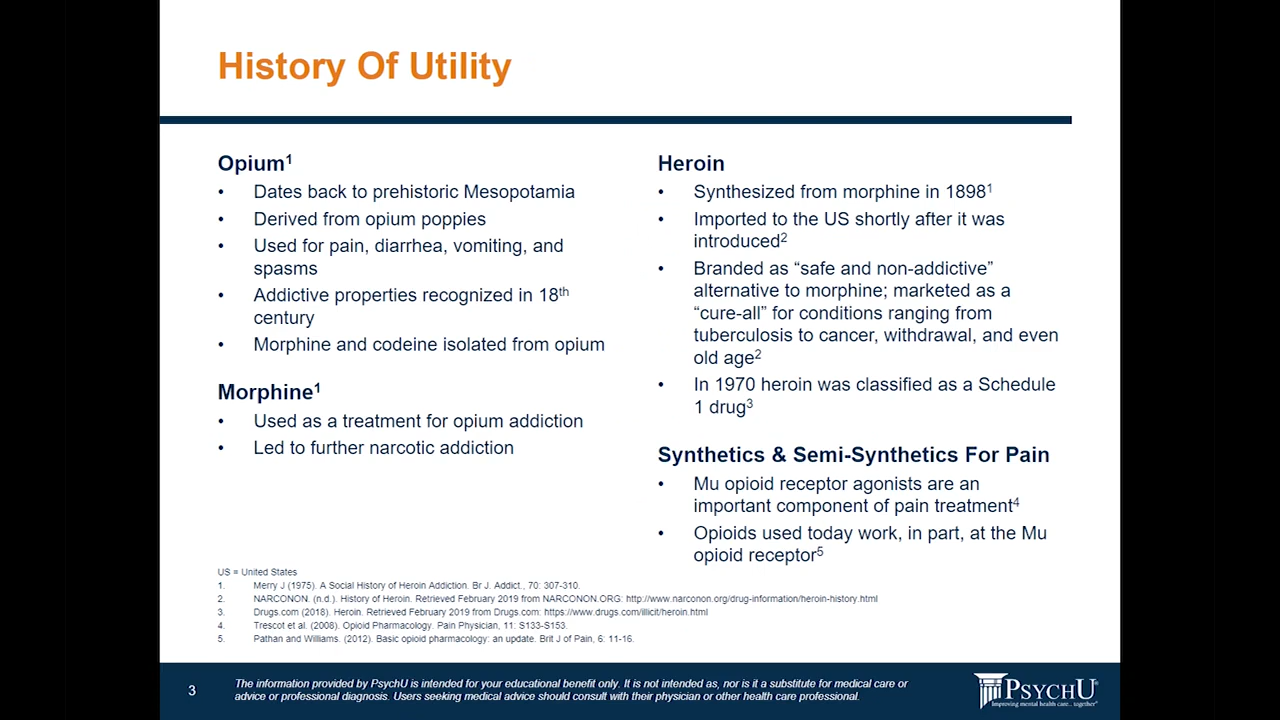 History Of Utility
Opium1
• Dates back to prehistoric Mesopotamia
• Derived from opium poppies
• Used for pain, diarrhea, vomiting, and
spasms
• Addictive properties recognized in 18th
century
• Morphine and codeine isolated from opium
Morphine1
• Used as a treatment for opium addiction
• Led to further narcotic addiction
Heroin
• Synthesized from morphine in 18981
• Imported to the US shortly after it was
introduced2
• Branded as “safe and non-addictive”
alternative to morphine; marketed as a
“cure-all” for conditions ranging from
tuberculosis to cancer, withdrawal, and even
old age2
• In 1970 heroin was classified as a Schedule
1 drug3
Synthetics & Semi-Synthetics For Pain
• Mu opioid receptor agonists are an
important component of pain treatment4
• Opioids used today work, in part, at the Mu
opioid receptor5
US = United States
1. Merry J (1975). A Social History of Heroin Addiction. Br J. Addict., 70: 307-310.
2. NARCONON. (n.d.). History of Heroin. Retrieved February 2019 from NARCONON.ORG: http://www.narconon.org/drug-information/heroin-history.html
3. Drugs.com (2018). Heroin. Retrieved February 2019 from Drugs.com: https://www.drugs.com/illicit/heroin.html
4. Trescot et al. (2008). Opioid Pharmacology. Pain Physician, 11: S133-S153.
5. Pathan and Williams. (2012). Basic opioid pharmacology: an update. Brit J of Pain, 6: 11-16.
3
The information provided by PsychU is intended for your educational benefit only. It is not intended as, nor is it a substitute for medical care or
advice or professional diagnosis. Users seeking medical advice should consult with their physician or other health care professional.
PSYCHU®
Improving mental health care.. together®